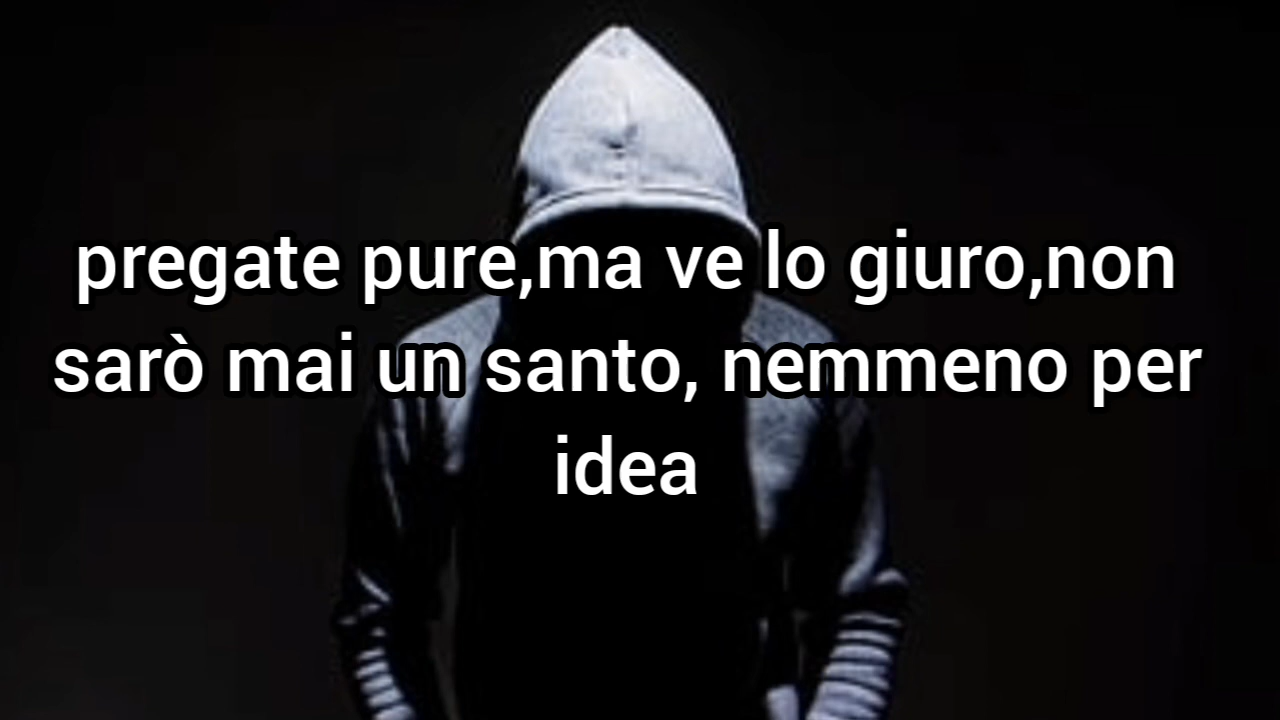 pregate pure,ma ve lo giuro,non
sarò mai un santo, nemmeno per
idea